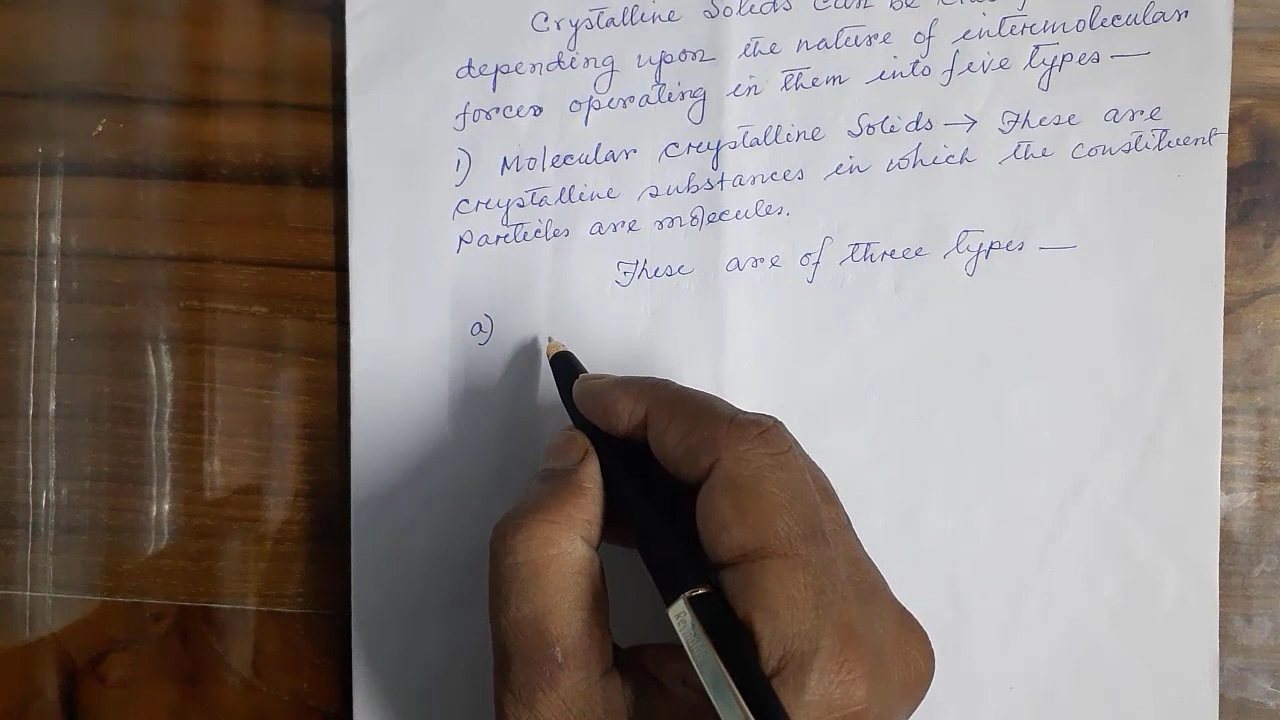 Crystalline Solids can be
depending upon the nature of intermolecular
forces operating in them into five types —
1) Molecular crystalline Solids → These are
crystalline substances in which the constituent
particles are molecules.
These are of three types —
a)